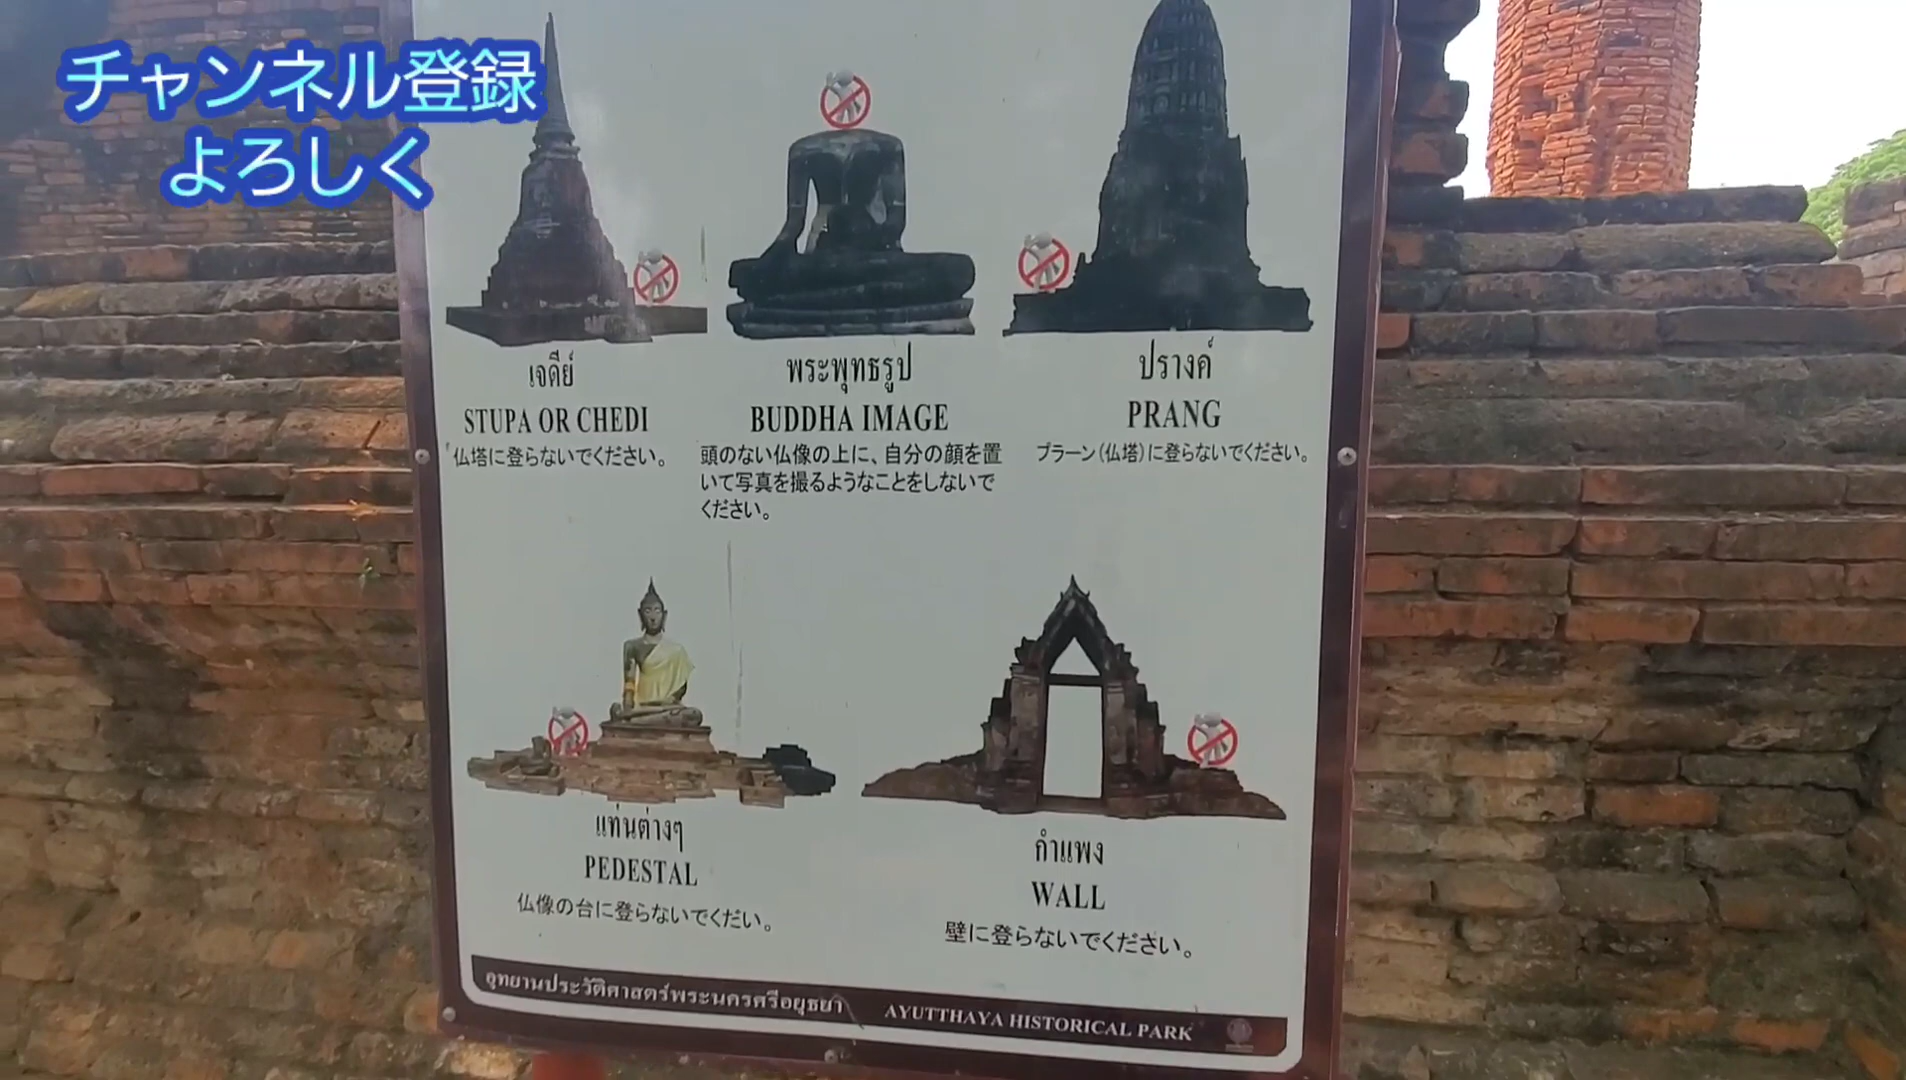 チャンネル登録
よろしく
เจดีย์
STUPA OR CHEDI
仏塔に登らないでください。
พระพุทธรูป
BUDDHA IMAGE
頭のない仏像の上に、自分の顔を置
いて写真を撮るようなことをしないで
ください。
ปรางค์
PRANG
プラーン（仏塔）に登らないでください。
แท่นต่างๆ
PEDESTAL
仏像の台に登らないでくだい。
กำแพง
WALL
壁に登らないでください。
อุทยานประวัติศาสตร์พระนครศรีอยุธยา
AYUTTHAYA HISTORICAL PARK